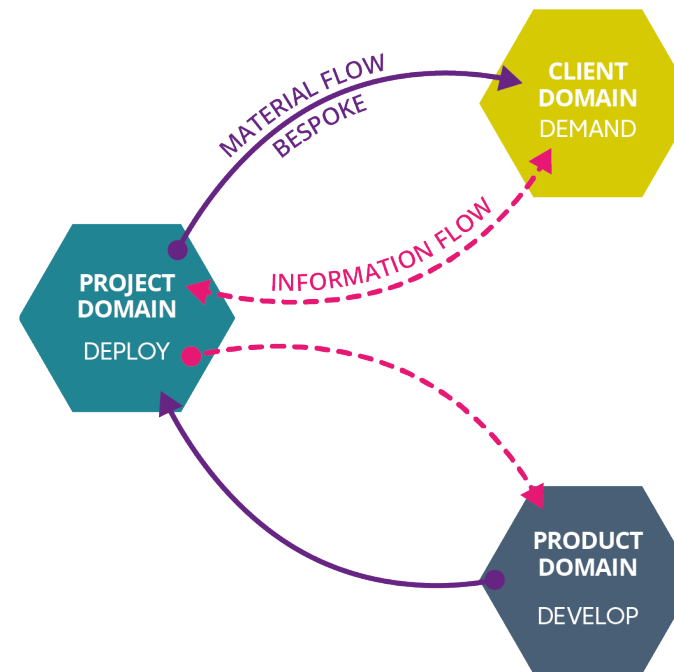 MATERIAL FLOW
BESPOKE
CLIENT
DOMAIN
DEMAND
INFORMATION FLOW
PROJECT
DOMAIN
DEPLOY
PRODUCT
DOMAIN
DEVELOP